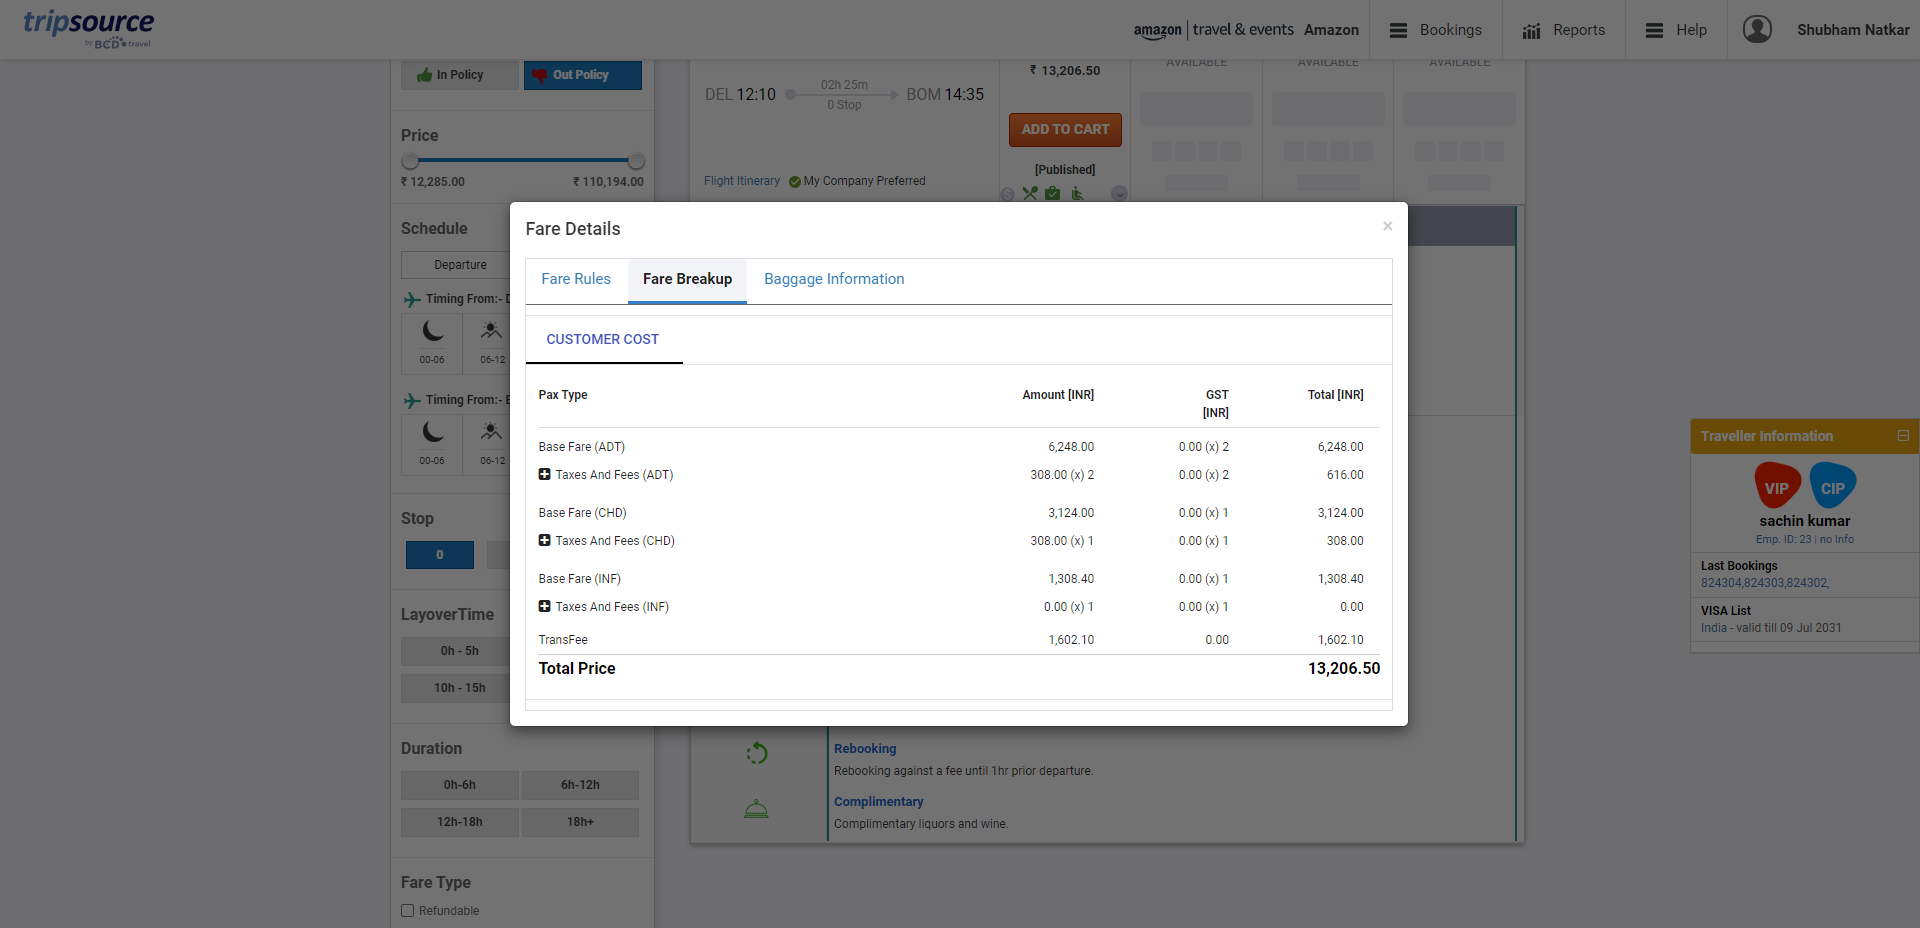 tripsource
by BCD travel
amazon | travel & events Amazon
Bookings
Reports
Help
Shubham Natkar
In Policy
Out Policy
Price
₹ 12,285.00 ₹ 110,194.00
Schedule
Departure
Timing From:- D
00-06 06-12
Timing From:- B
00-06 06-12
Stop
0
LayoverTime
0h - 5h
10h - 15h
Duration
0h-6h 6h-12h
12h-18h 18h+
Fare Type
Refundable
DEL 12:10
02h 25m
0 Stop
BOM 14:35
Flight Itinerary
My Company Preferred
₹ 13,206.50
ADD TO CART
[Published]
AVAILABLE AVAILABLE AVAILABLE
Fare Details
×
Fare Rules Fare Breakup Baggage Information
CUSTOMER COST
Pax Type Amount [INR] GST [INR] Total [INR]
Base Fare (ADT) 6,248.00 0.00 (x) 2 6,248.00
Taxes And Fees (ADT) 308.00 (x) 2 0.00 (x) 2 616.00
Base Fare (CHD) 3,124.00 0.00 (x) 1 3,124.00
Taxes And Fees (CHD) 308.00 (x) 1 0.00 (x) 1 308.00
Base Fare (INF) 1,308.40 0.00 (x) 1 1,308.40
Taxes And Fees (INF) 0.00 (x) 1 0.00 (x) 1 0.00
TransFee 1,602.10 0.00 1,602.10
Total Price 13,206.50
Rebooking
Rebooking against a fee until 1hr prior departure.
Complimentary
Complimentary liquors and wine.
Traveller Information
VIP CIP
sachin kumar
Emp. ID: 23 | no Info
Last Bookings
824304,824303,824302,
VISA List
India - valid till 09 Jul 2031